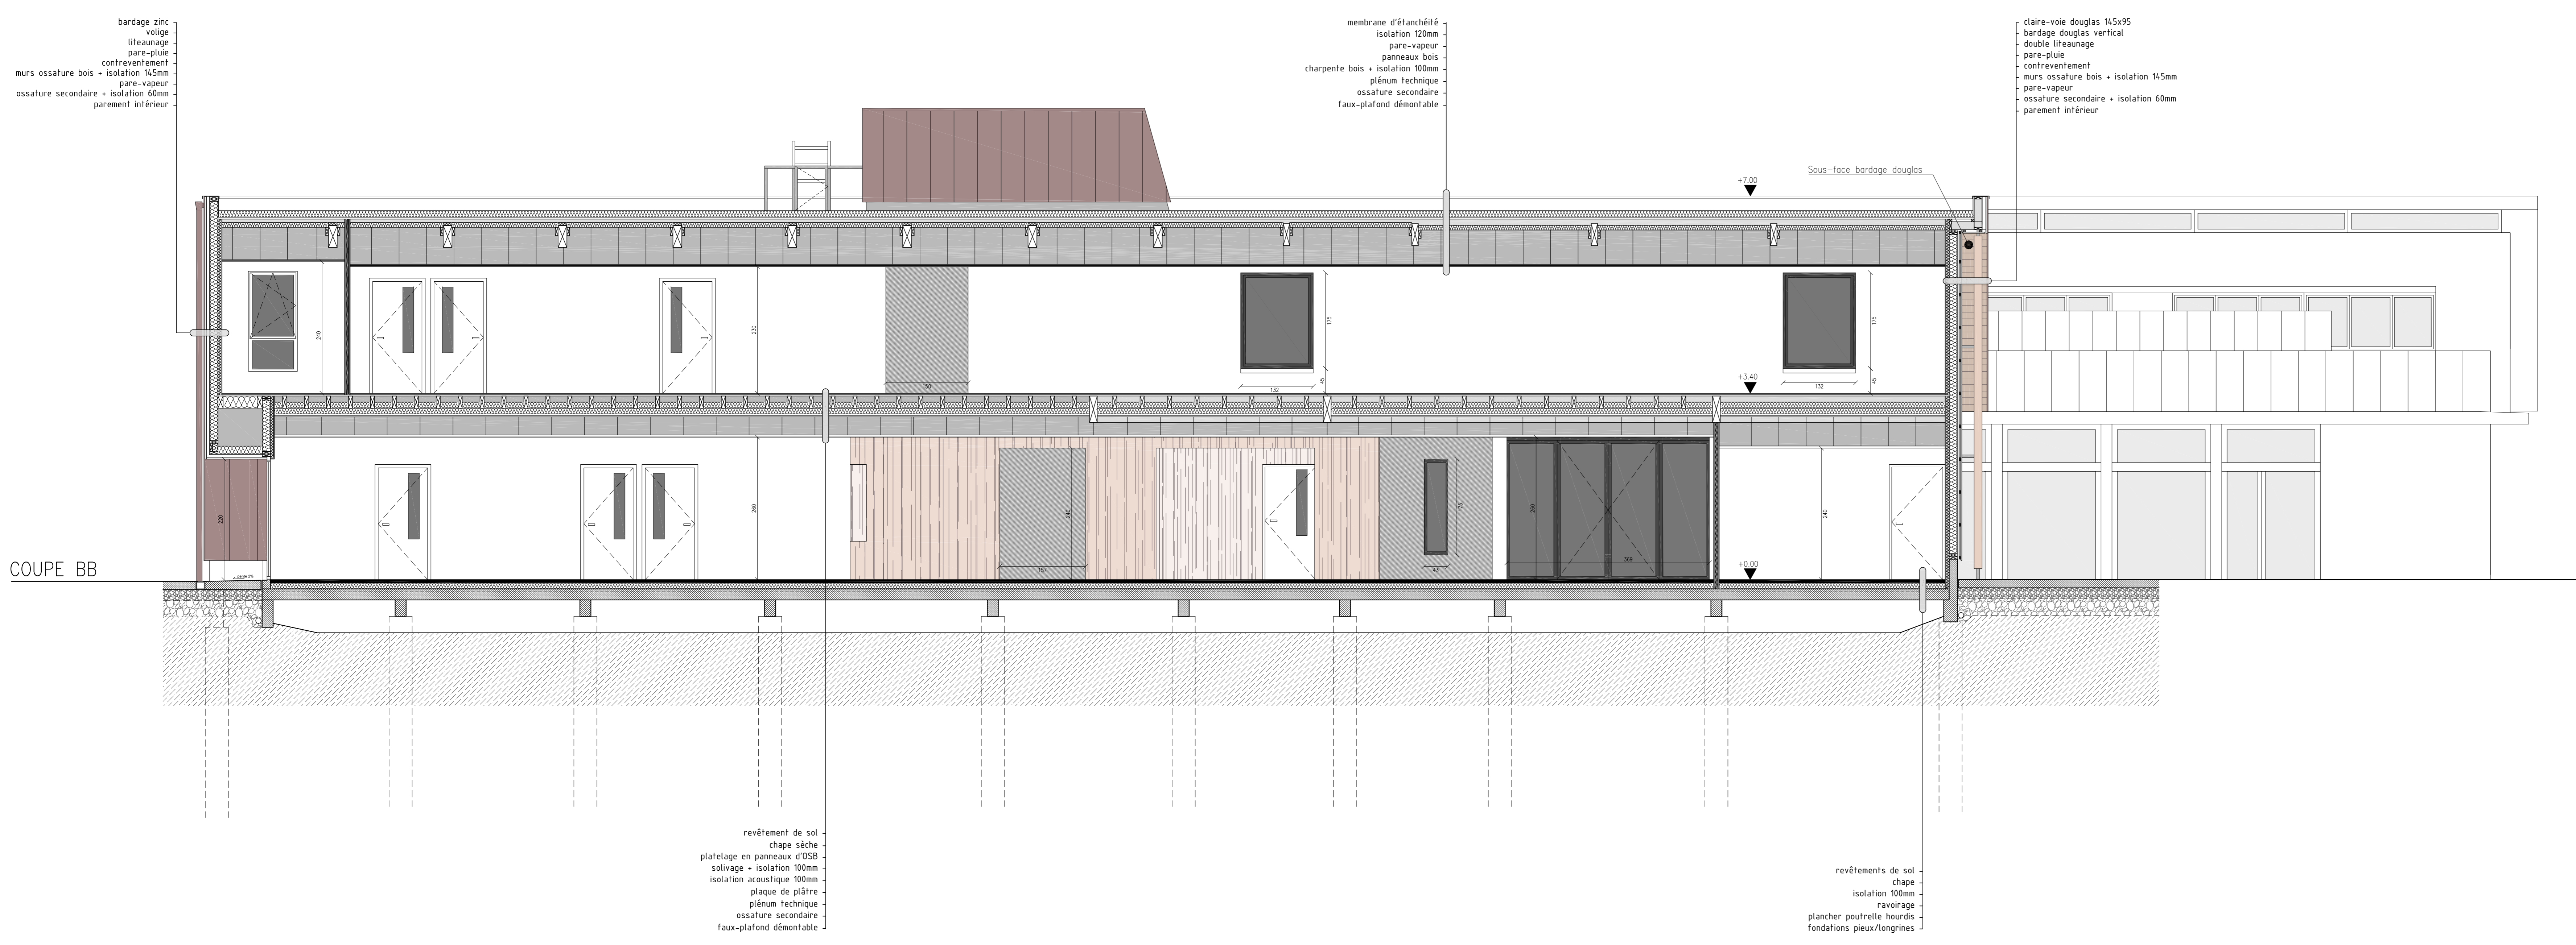 bardage zinc
volige
liteaunage
pare-pluie
contreventement
murs ossature bois + isolation 145mm
pare-vapeur
ossature secondaire + isolation 60mm
parement intérieur
membrane d'étanchéité
isolation 120mm
pare-vapeur
panneaux bois
charpente bois + isolation 100mm
plénum technique
ossature secondaire
faux-plafond démontable
claire-voie douglas 145x95
bardage douglas vertical
double liteaunage
pare-pluie
contreventement
murs ossature bois + isolation 145mm
pare-vapeur
ossature secondaire + isolation 60mm
parement intérieur
Sous-face bardage douglas
+7.00
240
230
150
132
175
45
132
175
45
+3.40
220
260
157
240
43
175
260
369
240
+0.00
COUPE BB
pente 2%
revêtement de sol
chape sèche
platelage en panneaux d'OSB
solivage + isolation 100mm
isolation acoustique 100mm
plaque de plâtre
plénum technique
ossature secondaire
faux-plafond démontable
revêtements de sol
chape
isolation 100mm
ravoirage
plancher poutrelle hourdis
fondations pieux/longrines